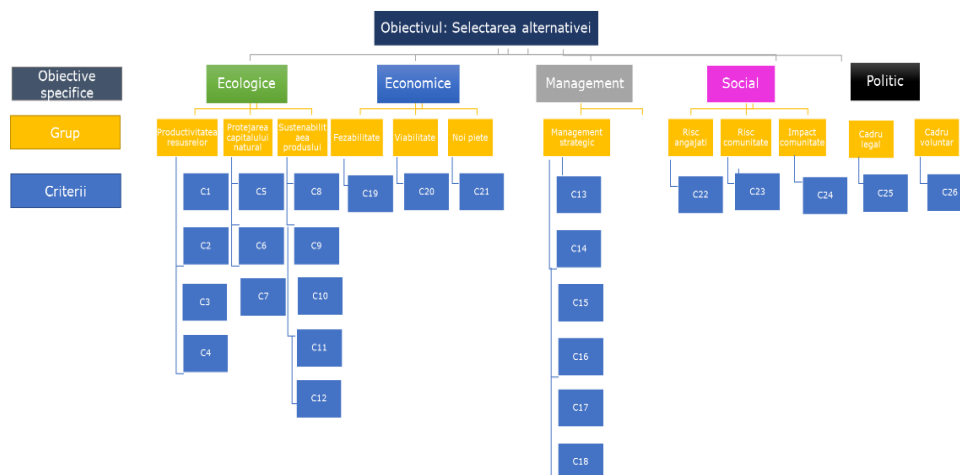 Obiectivul: Selectarea alternativei
Obiective
specifice
Ecologice
Economice
Management
Social
Politic
Grup
Productivitatea
resusrelor
Protejarea
capitalului
natural
Sustenabilit
aea
produslui
Fezabilitate
Viabilitate
Noi piete
Management
strategic
Risc
angajati
Risc
comunitate
Impact
comunitate
Cadru
legal
Cadru
voluntar
Criterii
C1
C5
C8
C19
C20
C21
C13
C22
C23
C24
C25
C26
C2
C6
C9
C14
C3
C7
C10
C15
C4
C11
C16
C12
C17
C18